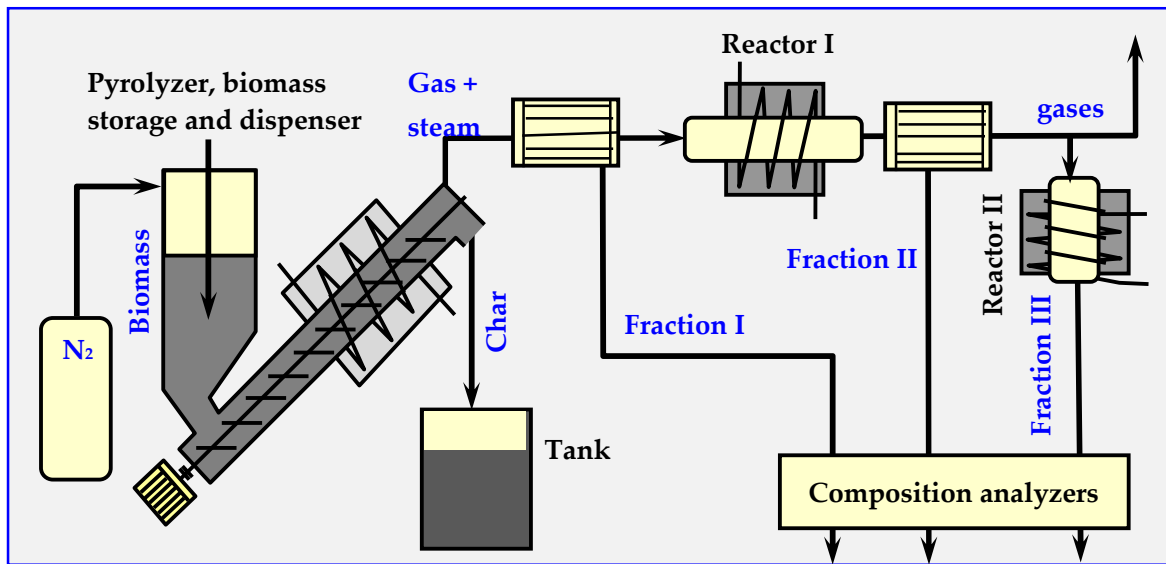 Reactor I
Pyrolyzer, biomass
storage and dispenser
Gas +
steam
gases
Biomass
N₂
Char
Fraction I
Fraction II
Reactor II
Fraction III
Tank
Composition analyzers